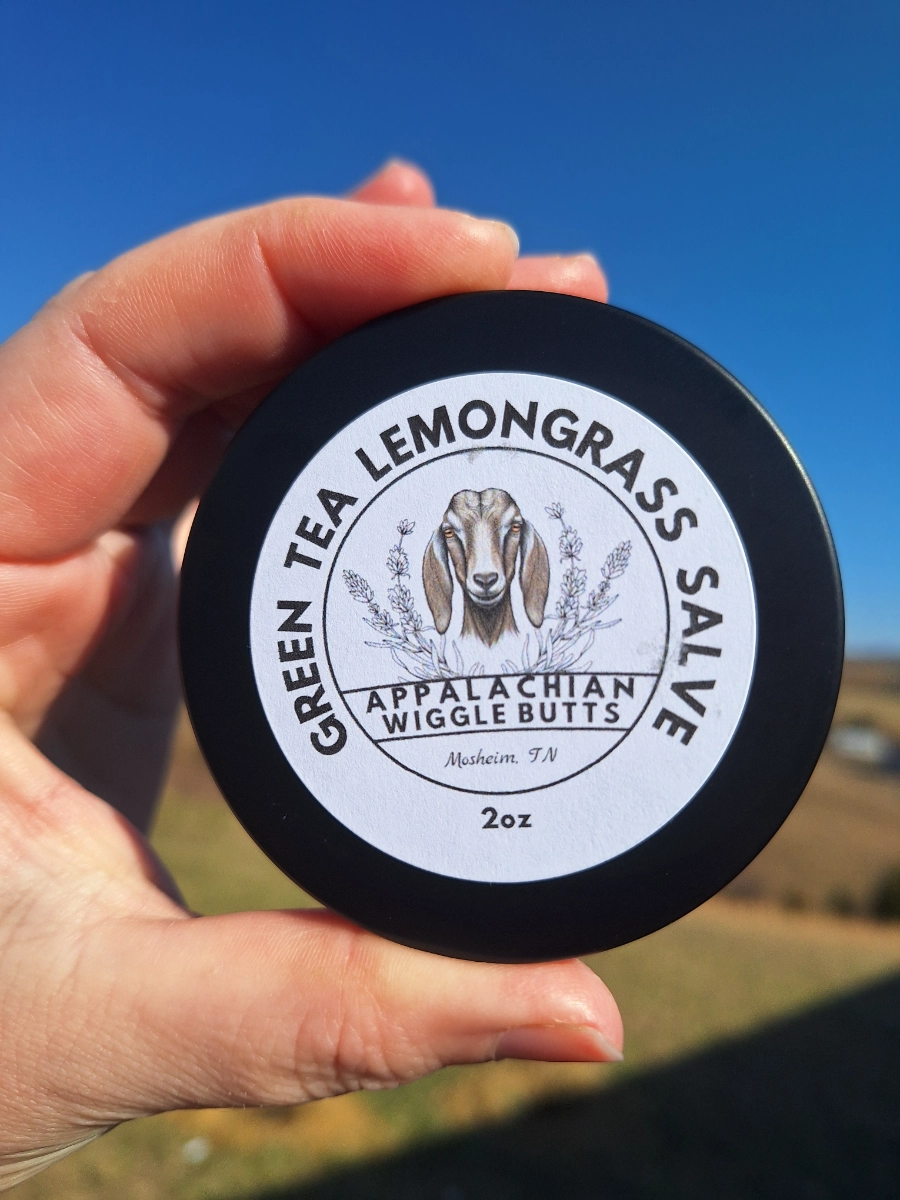 GREEN TEA LEMONGRASS SALVE
APPALACHIAN
WIGGLE BUTTS
Mosheim, TN
2oz